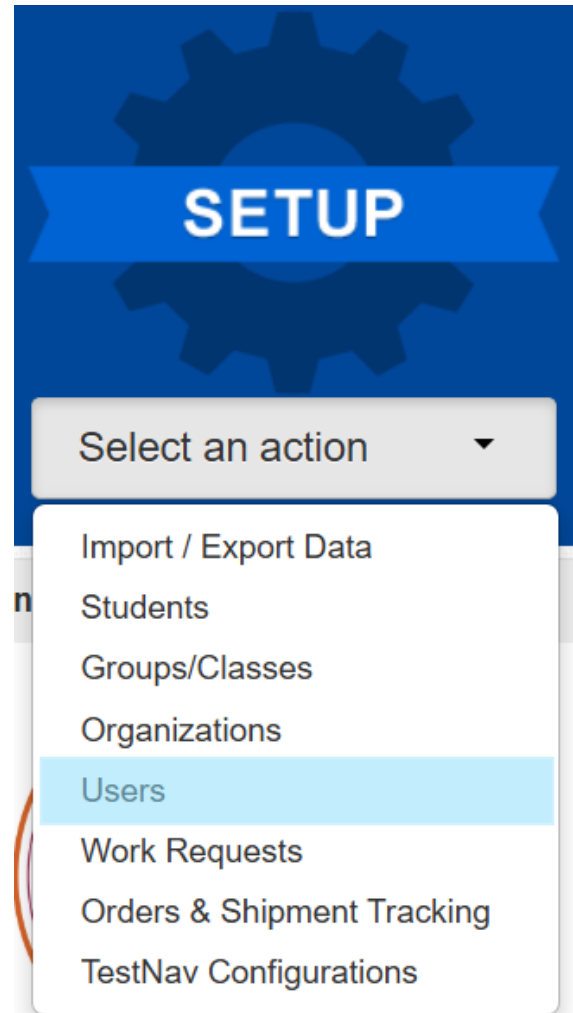 SETUP
Select an action
Import / Export Data
n
Students
Groups/Classes
Organizations
Users
Work Requests
Orders & Shipment Tracking
TestNav Configurations